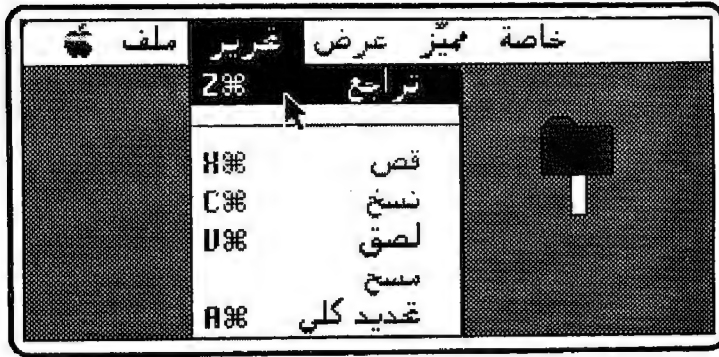 خاصة مميّز عرض تحرير ملف
تراجع ⌘Z
قص ⌘X
نسخ ⌘C
لصق ⌘V
مسح
تحديد كلي ⌘A